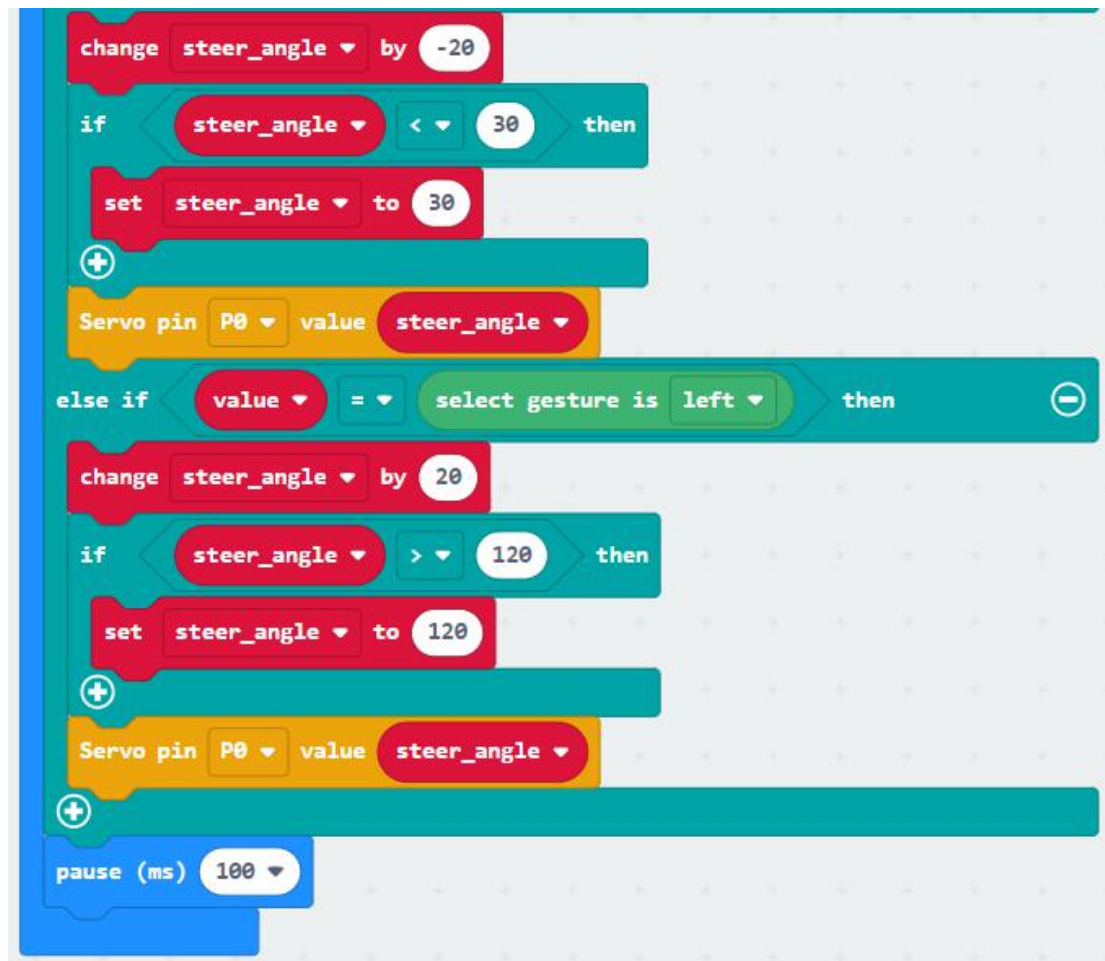 change steer_angle by -20
if steer_angle < 30 then
set steer_angle to 30
Servo pin P0 value steer_angle
else if value = select gesture is left then
change steer_angle by 20
if steer_angle > 120 then
set steer_angle to 120
Servo pin P0 value steer_angle
pause (ms) 100